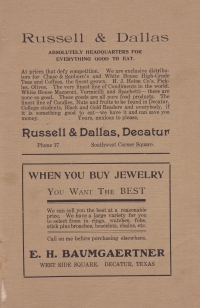 Russell & Dallas
ABSOLUTELY HEADQUARTERS FOR
EVERYTHING GOOD TO EAT.
At prices that defy competition. We are exclusive distributors for Chase & Sanborn's and White House High-Grade
Teas and Coffees, the finest grown. H. J. Heinz Co's. Pickles, Olives. The very finest line of Condiments in the world.
White House Macaroni, Vermicelli and Spaghetti—there are
none so good. These goods are all pure food products. The
finest line of Candies, Nuts and fruits to be found in Decatur.
College students, Black and Gold Readers and everybody, if
it is something good to eat—we have it and can save you
money. Yours, anxious to please,
Russell & Dallas, Decatur
Phone 37 Southwest Corner Square.
WHEN YOU BUY JEWELRY
YOU WANT THE BEST
We can sell you the best at a reasonable
price. We have a large variety for you
to select from in rings, watches, fobs,
stick pins brooches, bracelets, chains, etc.
Call on me before purchasing elsewhere.
E. H. BAUMGAERTNER
WEST SIDE SQUARE, DECATUR, TEXAS